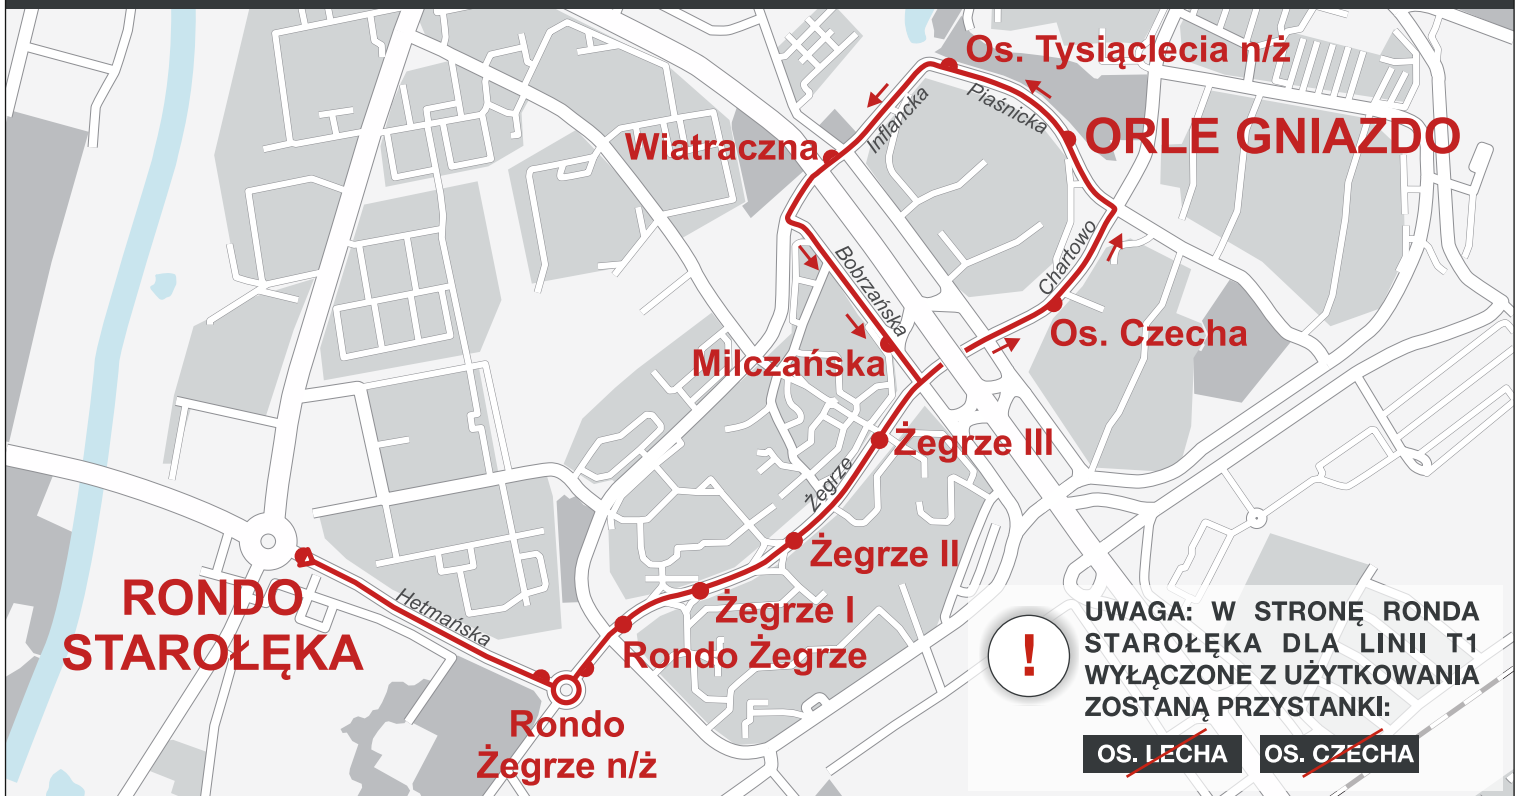 Os. Tysiąclecia n/ż
Piaśnicka
Inflancka
ORLE GNIAZDO
Wiatraczna
Chartowo
Bobrzańska
Os. Czecha
Milczańska
Żegrze III
Żegrze
Żegrze II
RONDO
STAROŁĘKA
Hetmańska
Żegrze I
Rondo Żegrze
Rondo
Żegrze n/ż
!
UWAGA: W STRONĘ RONDA
STAROŁĘKA DLA LINII T1
WYŁĄCZONE Z UŻYTKOWANIA
ZOSTANĄ PRZYSTANKI:
OS. LECHA
OS. CZECHA